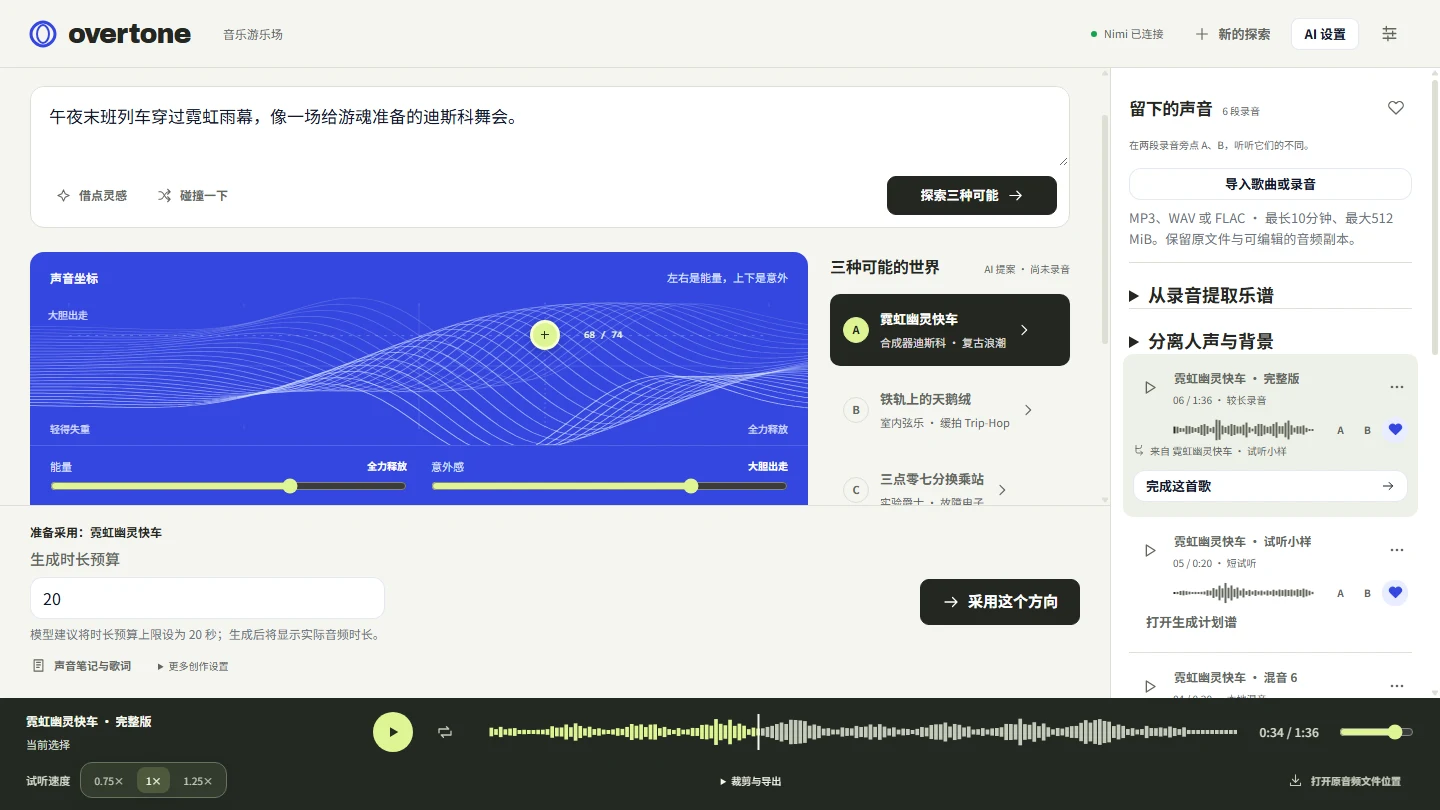 overtone
音乐游乐场
Nimi 已连接
新的探索
AI 设置
午夜末班列车穿过霓虹雨幕，像一场给游魂准备的迪斯科舞会。
借点灵感
碰撞一下
探索三种可能
声音坐标
左右是能量，上下是意外
大胆出走
68 / 74
轻得失重
全力释放
能量
全力释放
意外感
大胆出走
三种可能的世界
AI 提案 · 尚未录音
A
霓虹幽灵快车
合成器迪斯科 · 复古浪潮
B
铁轨上的天鹅绒
室内弦乐 · 缓拍 Trip-Hop
C
三点零七分换乘站
实验爵士 · 故障电子
准备采用：霓虹幽灵快车
生成时长预算
20
模型建议将时长预算上限设为 20 秒；生成后将显示实际音频时长。
声音笔记与歌词
更多创作设置
采用这个方向
留下的声音
6 段录音
在两段录音旁点 A、B，听听它们的不同。
导入歌曲或录音
MP3、WAV 或 FLAC · 最长10分钟、最大512
MiB。保留原文件与可编辑的音频副本。
从录音提取乐谱
分离人声与背景
霓虹幽灵快车 · 完整版
06 / 1:36 · 较长录音
A
B
来自 霓虹幽灵快车 · 试听小样
完成这首歌
霓虹幽灵快车 · 试听小样
05 / 0:20 · 短试听
A
B
打开生成计划谱
霓虹幽灵快车 · 混音 6
霓虹幽灵快车 · 完整版
当前选择
0:34 / 1:36
试听速度
0.75×
1×
1.25×
裁剪与导出
打开原音频文件位置